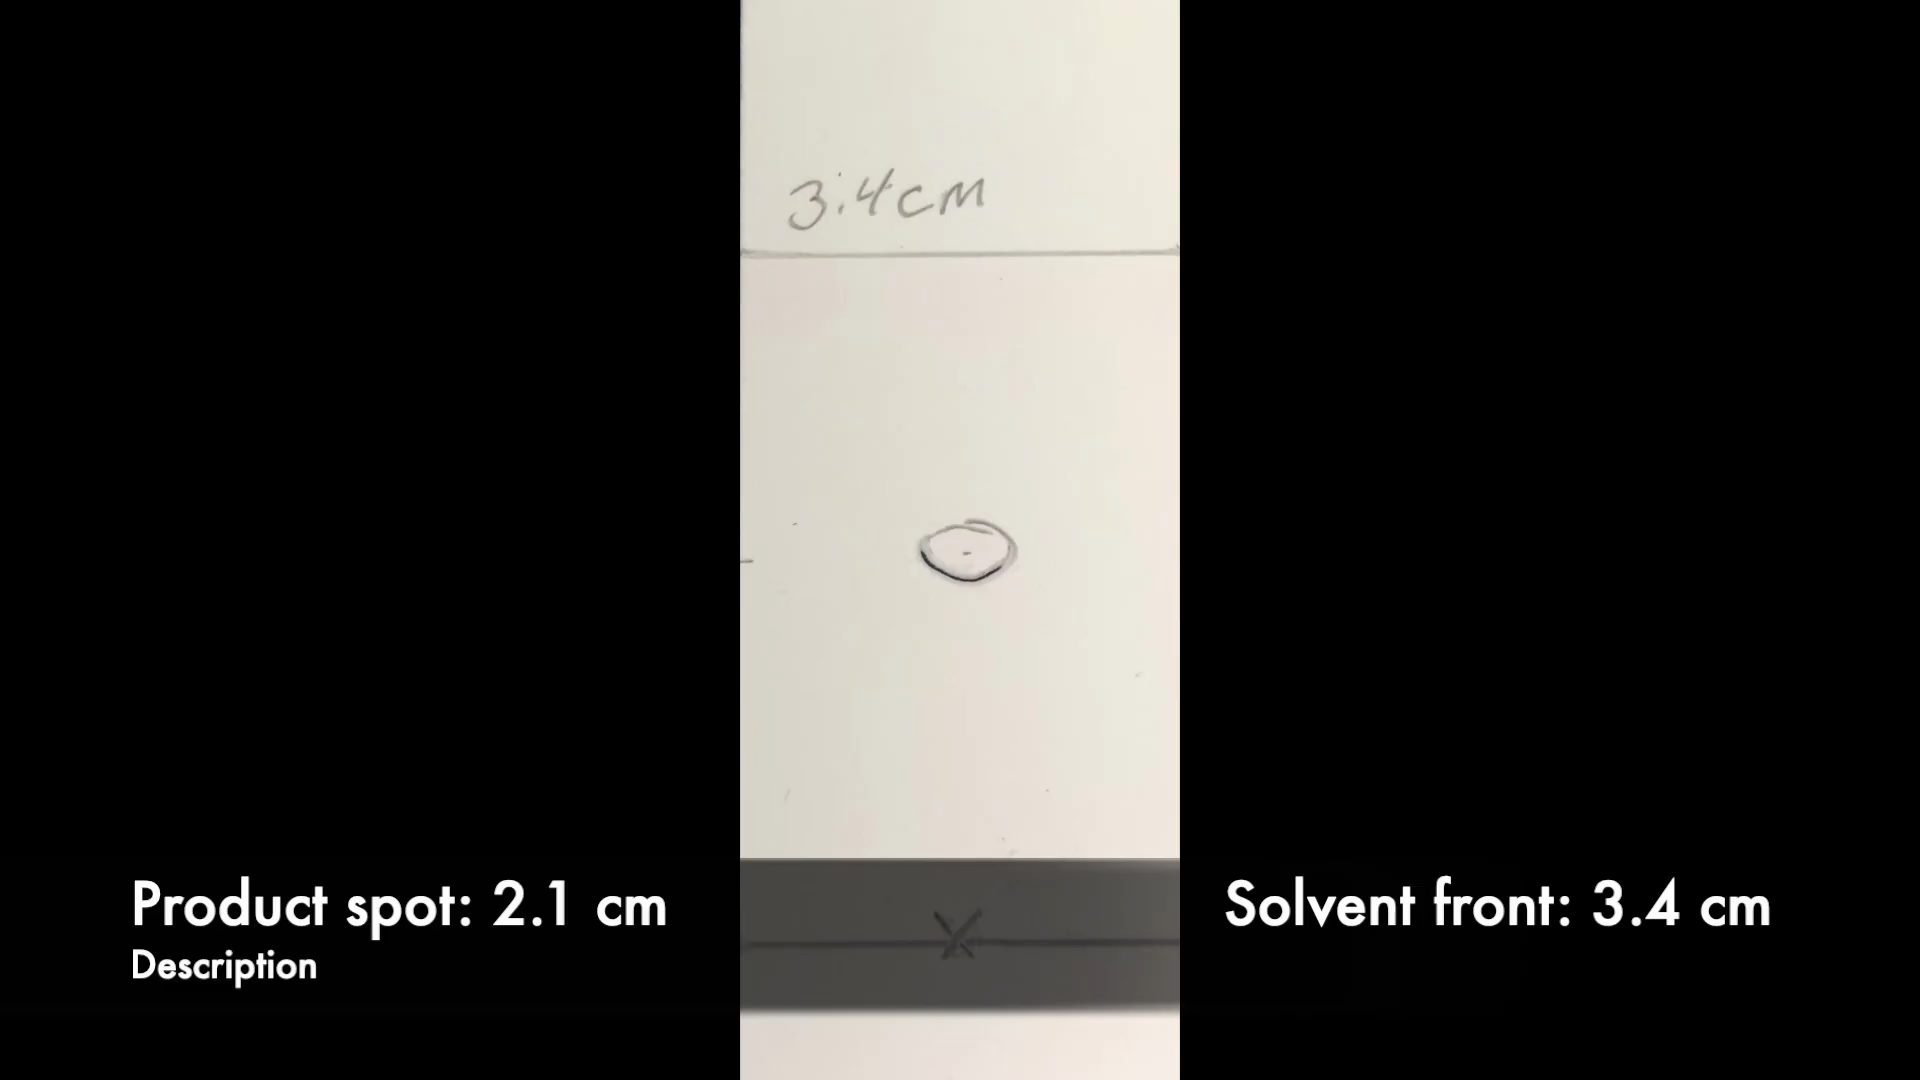 3.4cm
X
Product spot: 2.1 cm
Description
Solvent front: 3.4 cm